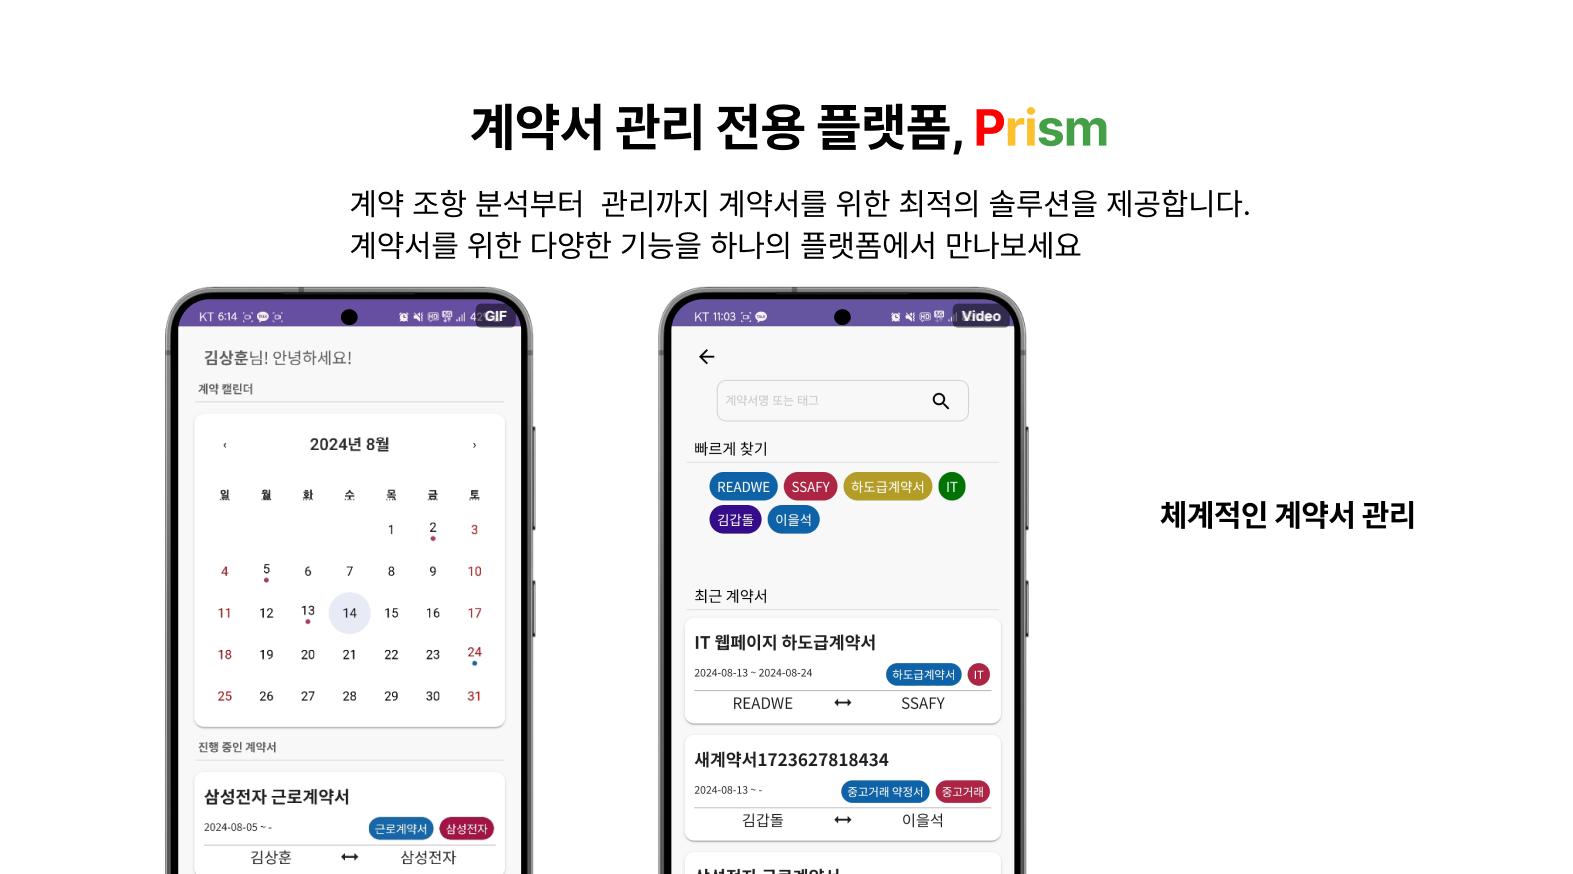 계약서 관리 전용 플랫폼, Prism
계약 조항 분석부터 관리까지 계약서를 위한 최적의 솔루션을 제공합니다.
계약서를 위한 다양한 기능을 하나의 플랫폼에서 만나보세요
KT 6:14
GIF
김상훈님! 안녕하세요!
계약 캘린더
‹ 2024년 8월 ›
일 월 화 수 목 금 토
1 2 3
4 5 6 7 8 9 10
11 12 13 14 15 16 17
18 19 20 21 22 23 24
25 26 27 28 29 30 31
진행 중인 계약서
삼성전자 근로계약서
2024-08-05 ~ - 근로계약서 삼성전자
김상훈 ↔ 삼성전자
KT 11:03
Video
계약서명 또는 태그
빠르게 찾기
READWE SSAFY 하도급계약서 IT
김갑돌 이을석
최근 계약서
IT 웹페이지 하도급계약서
2024-08-13 ~ 2024-08-24 하도급계약서 IT
READWE ↔ SSAFY
새계약서1723627818434
2024-08-13 ~ - 중고거래 약정서 중고거래
김갑돌 ↔ 이을석
삼성전자 근로계약서
체계적인 계약서 관리